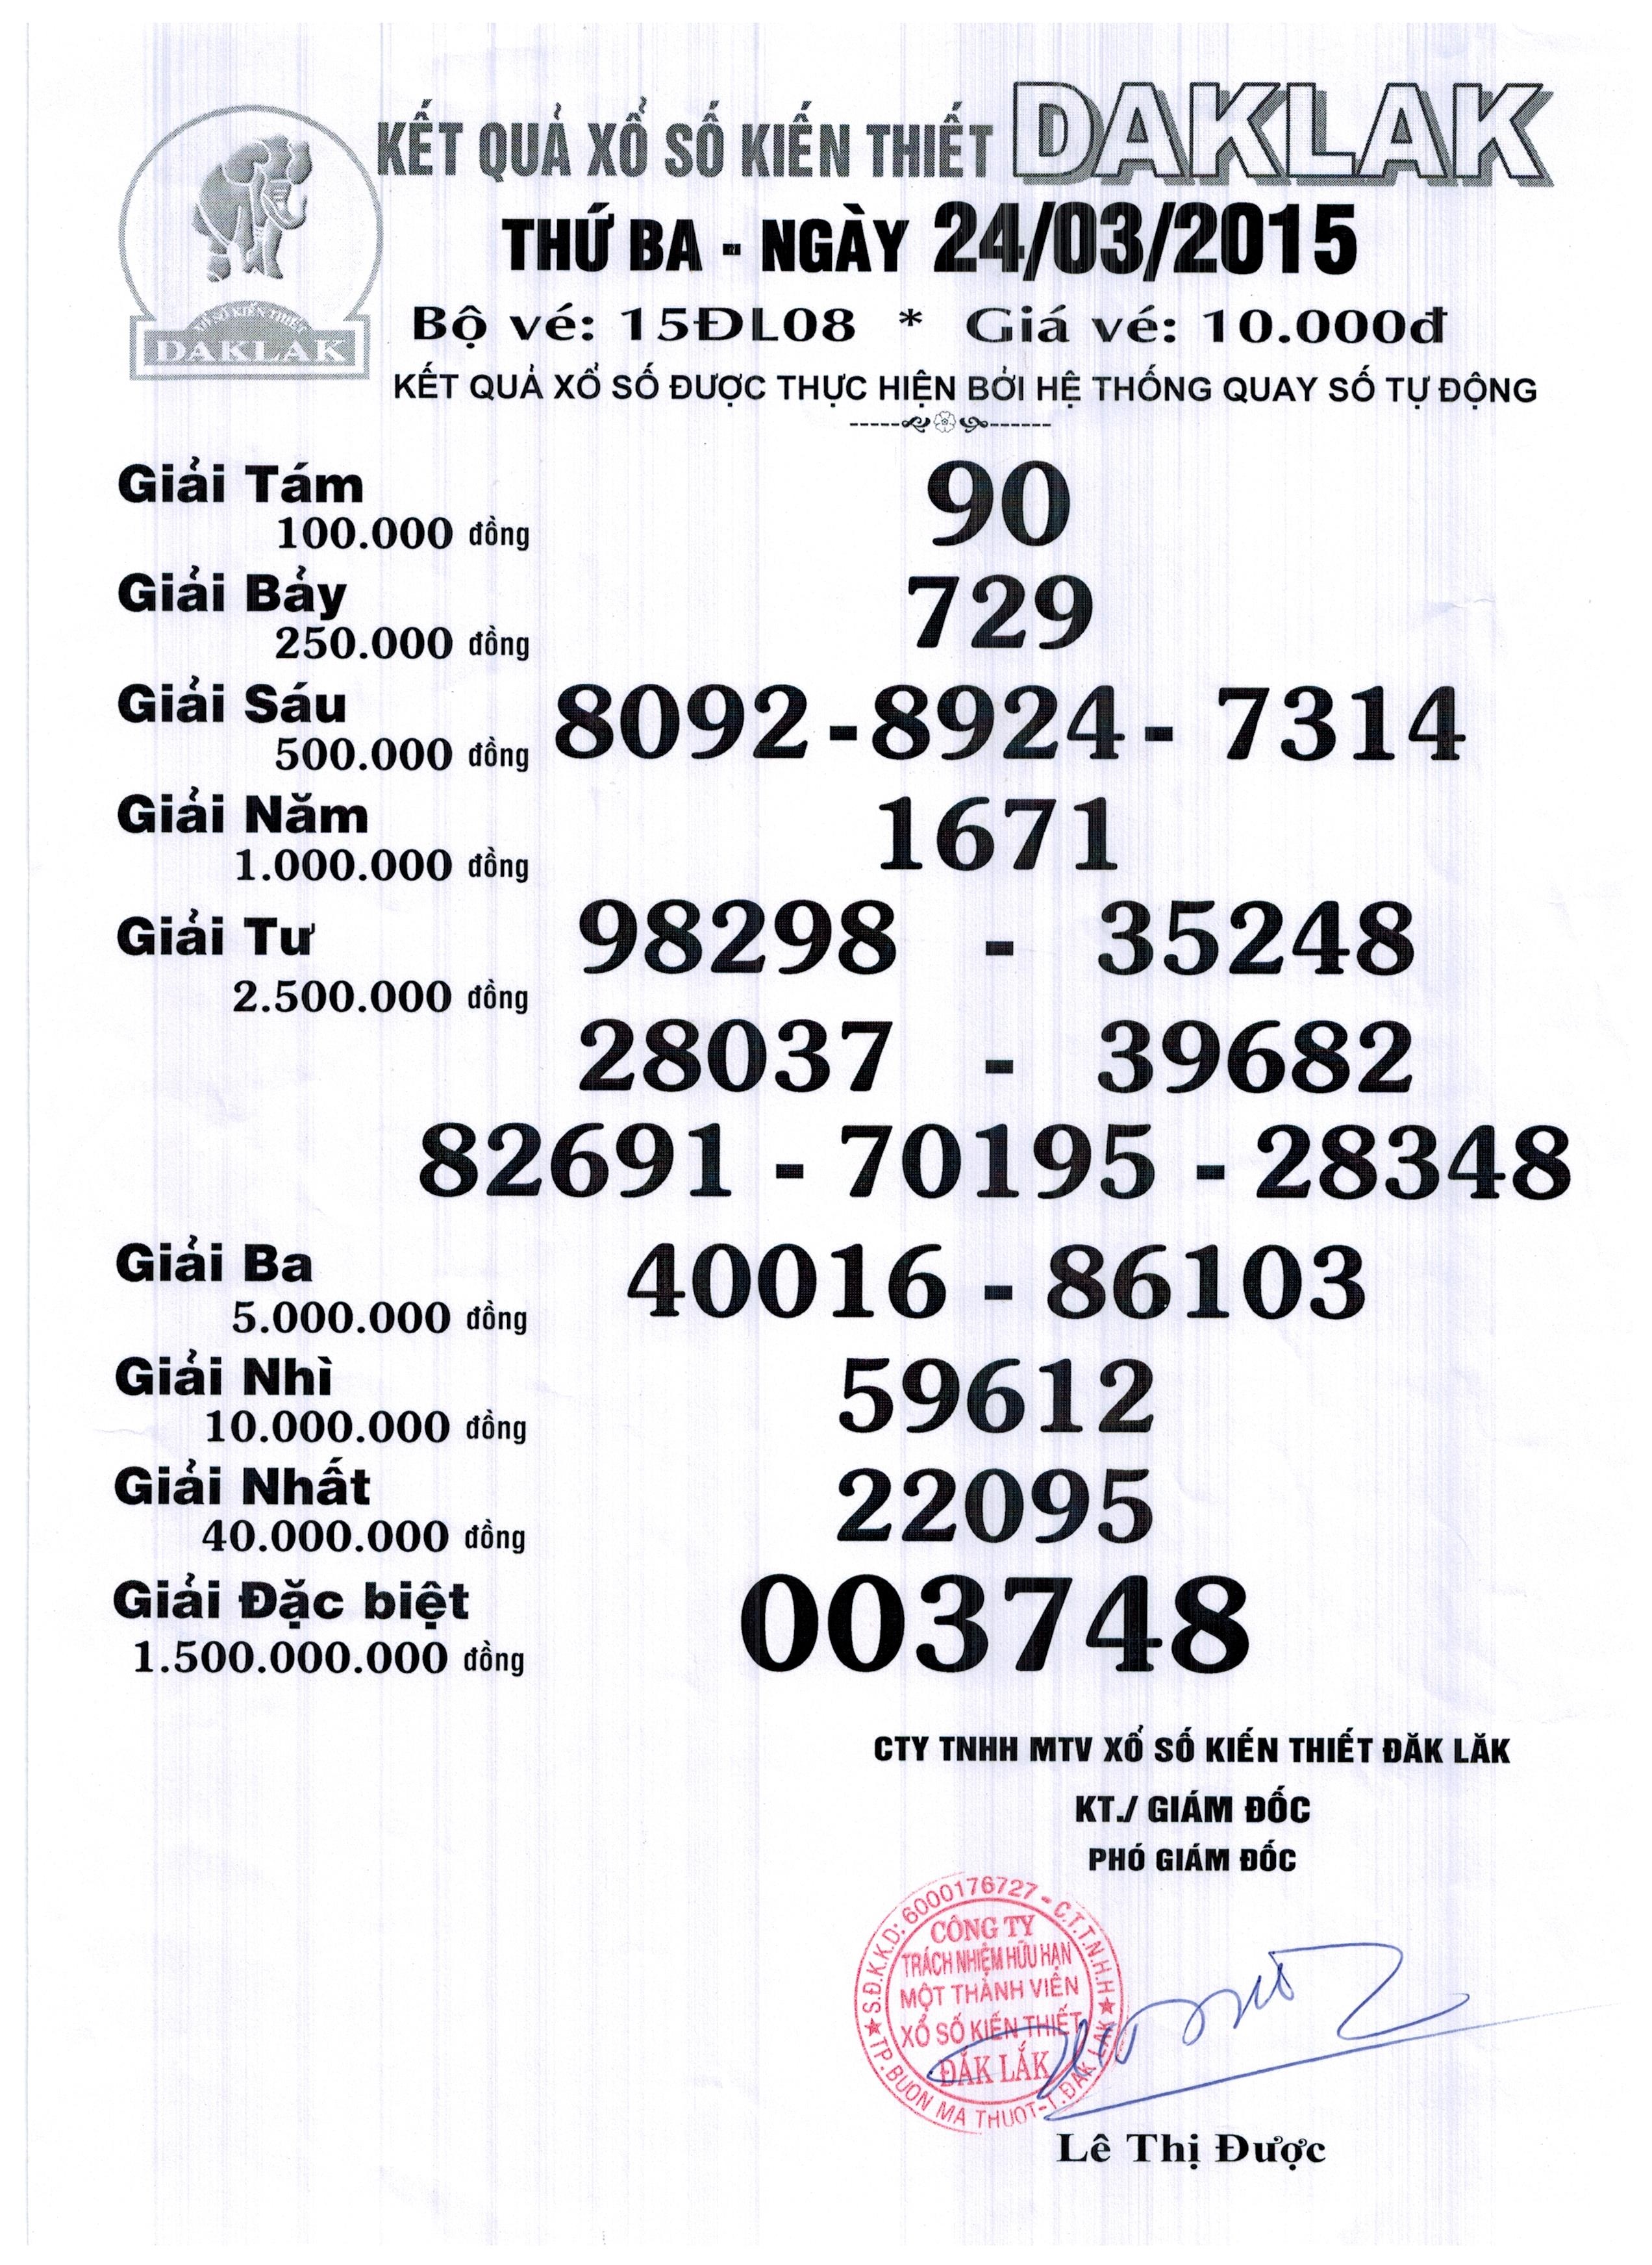 KẾT QUẢ XỔ SỐ KIẾN THIẾT DAKLAK
THỨ BA - NGÀY 24/03/2015
Bộ vé: 15ĐL08 * Giá vé: 10.000đ
XỔ SỐ KIẾN THIẾT
DAKLAK
KẾT QUẢ XỔ SỐ ĐƯỢC THỰC HIỆN BỞI HỆ THỐNG QUAY SỐ TỰ ĐỘNG
Giải Tám 90
100.000 đồng
Giải Bảy 729
250.000 đồng
Giải Sáu 8092 - 8924 - 7314
500.000 đồng
Giải Năm 1671
1.000.000 đồng
Giải Tư 98298 - 35248
2.500.000 đồng
28037 - 39682
82691 - 70195 - 28348
Giải Ba 40016 - 86103
5.000.000 đồng
Giải Nhì 59612
10.000.000 đồng
Giải Nhất 22095
40.000.000 đồng
Giải Đặc biệt 003748
1.500.000.000 đồng
CTY TNHH MTV XỔ SỐ KIẾN THIẾT ĐĂK LĂK
KT./ GIÁM ĐỐC
PHÓ GIÁM ĐỐC
S.Đ.K.K.D: 6000176727 - C.T.T.N.H.H
CÔNG TY
TRÁCH NHIỆM HỮU HẠN
MỘT THÀNH VIÊN
XỔ SỐ KIẾN THIẾT
ĐẮK LẮK
TP. BUÔN MA THUỘT - T. ĐẮK LẮK
Lê Thị Được